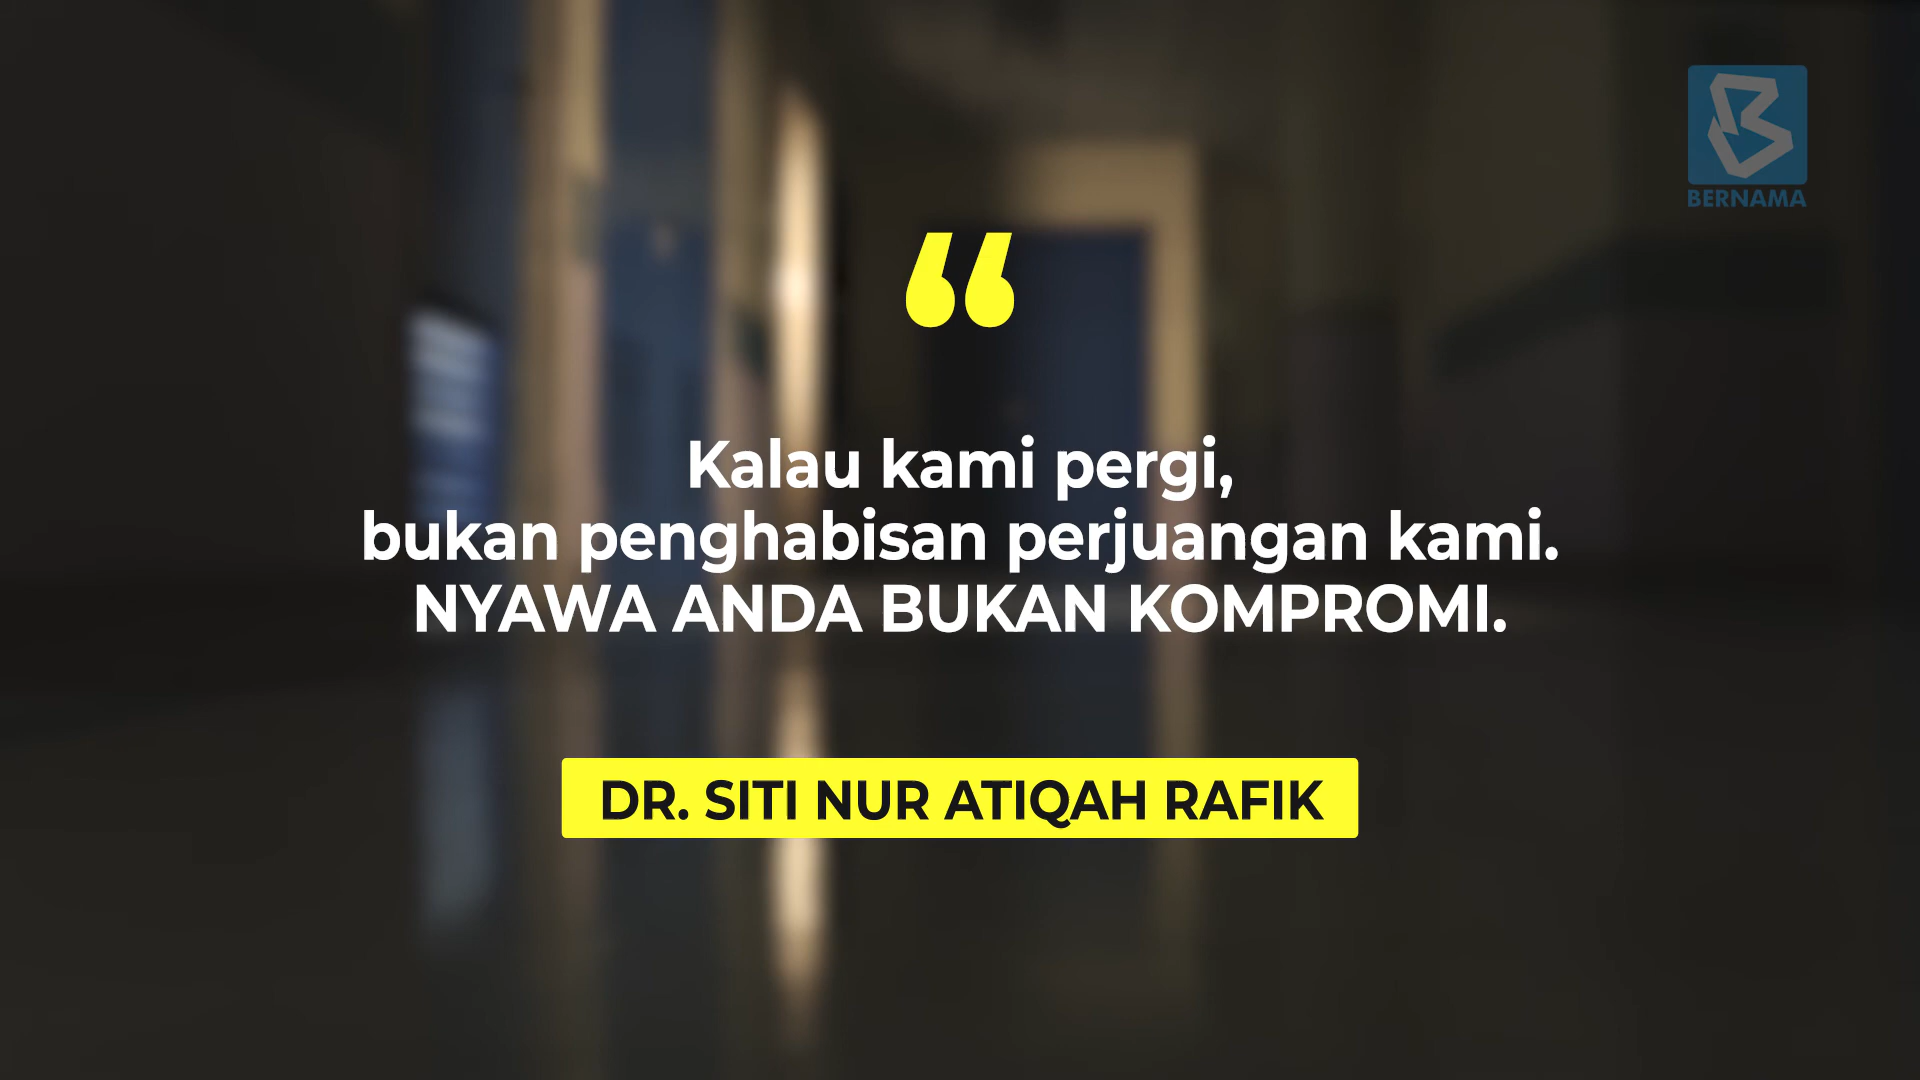 BERNAMA
“
Kalau kami pergi,
bukan penghabisan perjuangan kami.
NYAWA ANDA BUKAN KOMPROMI.
DR. SITI NUR ATIQAH RAFIK